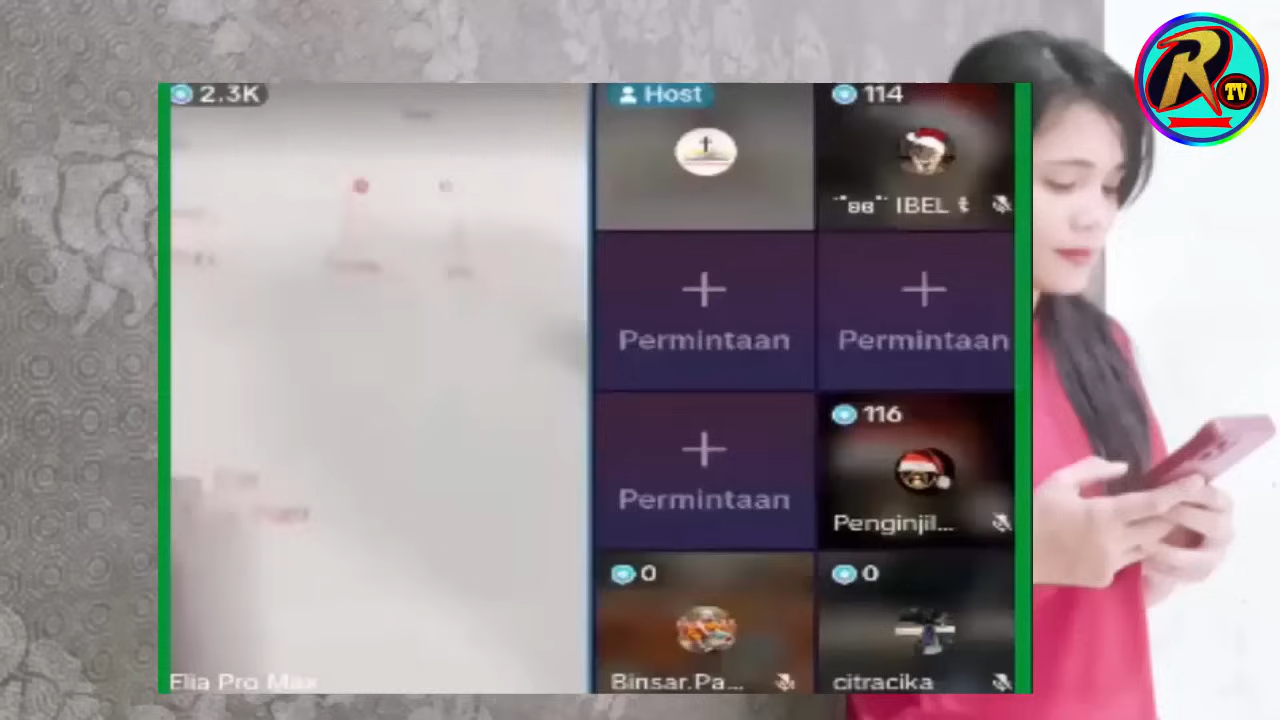 2.3K
Host
114
IBEL
Permintaan
Permintaan
Permintaan
116
Penginjil...
0
0
Elia Pro Max
Binsar.Pa...
citracika
R
TV